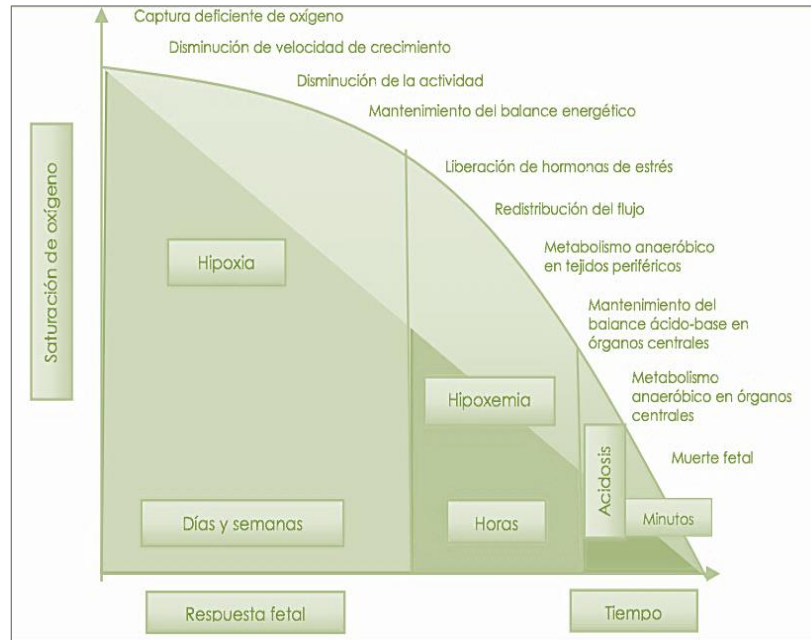 Captura deficiente de oxígeno
Disminución de velocidad de crecimiento
Disminución de la actividad
Mantenimiento del balance energético
Liberación de hormonas de estrés
Redistribución del flujo
Metabolismo anaeróbico
en tejidos periféricos
Mantenimiento del
balance ácido-base en
órganos centrales
Metabolismo
anaeróbico en órganos
centrales
Muerte fetal
Saturación de oxígeno
Hipoxia
Hipoxemia
Acidosis
Días y semanas
Horas
Minutos
Respuesta fetal
Tiempo